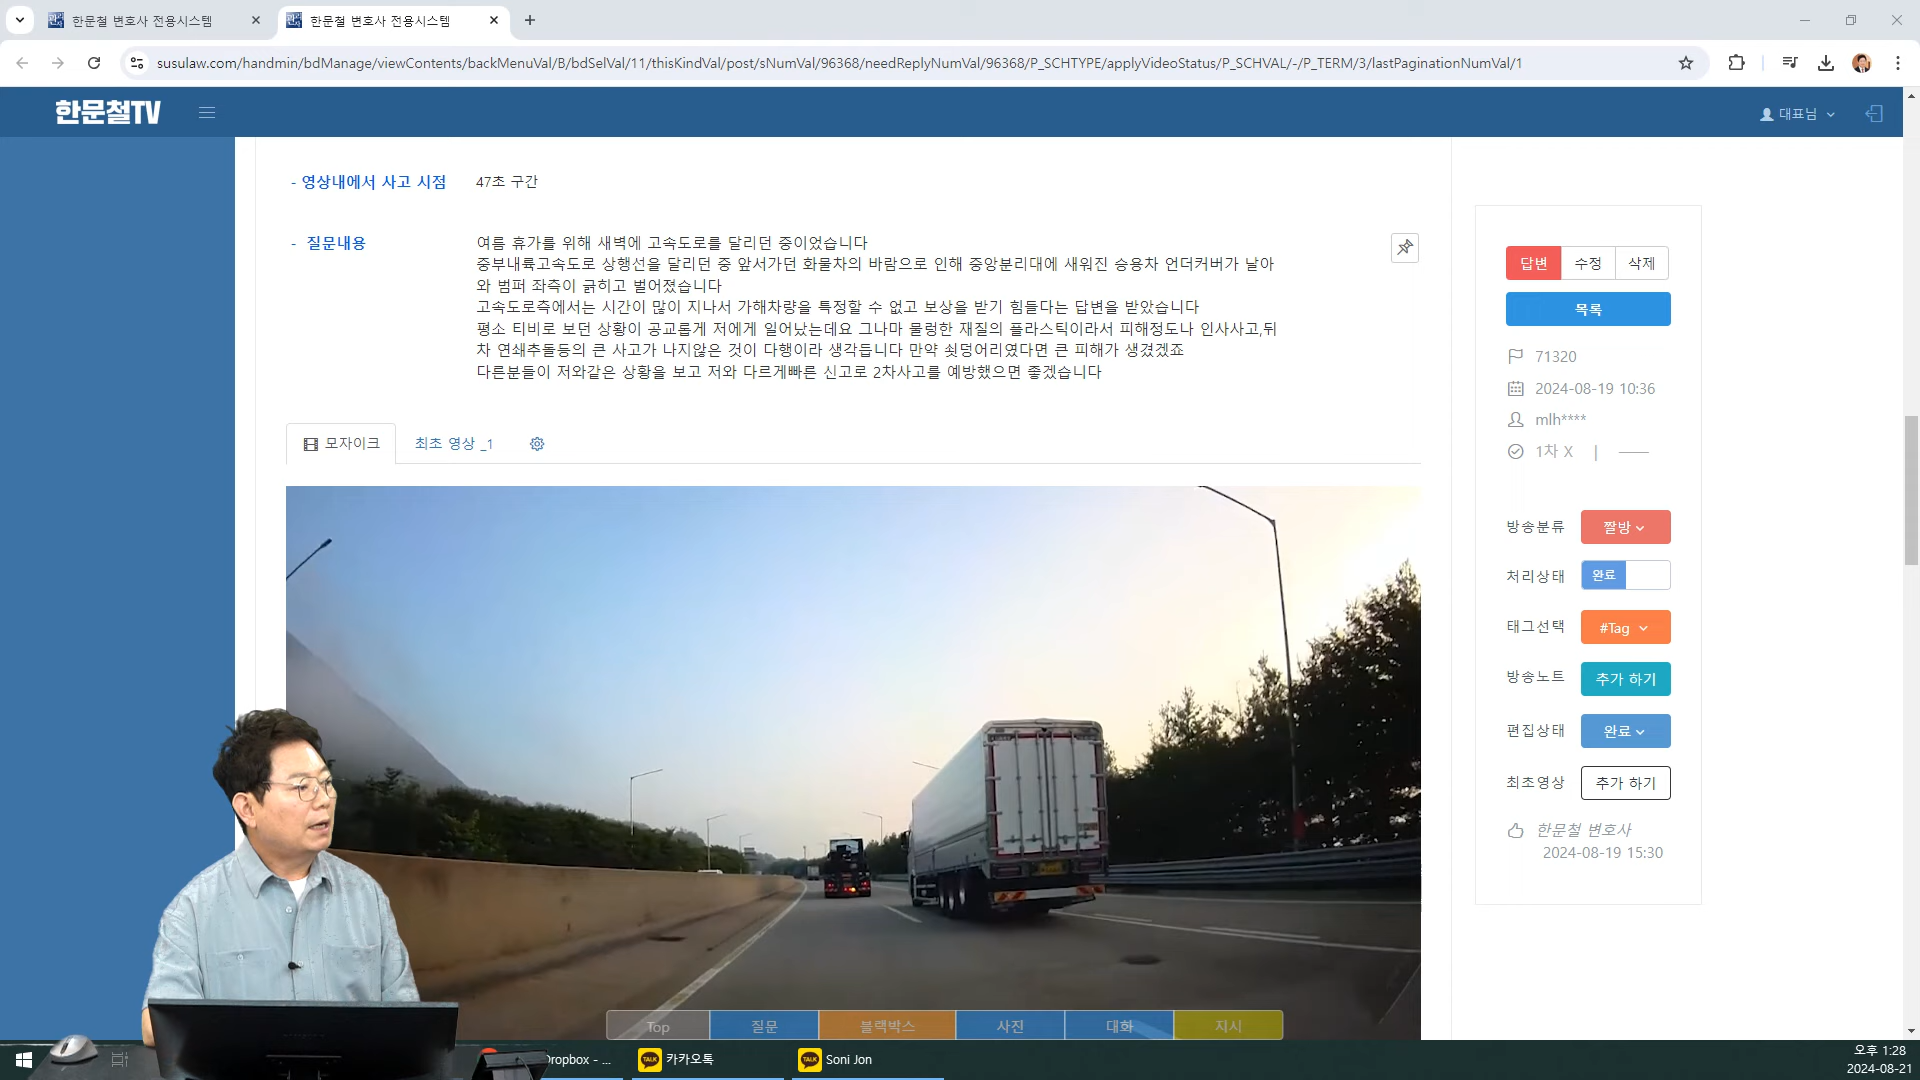 한문철 변호사 전용시스템
한문철 변호사 전용시스템
susulaw.com/handmin/bdManage/viewContents/backMenuVal/B/bdSelVal/11/thisKindVal/post/sNumVal/96368/needReplyNumVal/96368/P_SCHTYPE/applyVideoStatus/P_SCHVAL/-/P_TERM/3/lastPaginationNumVal/1
한문철TV
대표님
- 영상내에서 사고 시점 47초 구간
- 질문내용
여름 휴가를 위해 새벽에 고속도로를 달리던 중이었습니다
중부내륙고속도로 상행선을 달리던 중 앞서가던 화물차의 바람으로 인해 중앙분리대에 새워진 승용차 언더커버가 날아
와 범퍼 좌측이 긁히고 벌어졌습니다
고속도로측에서는 시간이 많이 지나서 가해차량을 특정할 수 없고 보상을 받기 힘들다는 답변을 받았습니다
평소 티비로 보던 상황이 공교롭게 저에게 일어났는데요 그나마 물렁한 재질의 플라스틱이라서 피해정도나 인사사고,뒤
차 연쇄추돌등의 큰 사고가 나지않은 것이 다행이라 생각듭니다 만약 쇳덩어리였다면 큰 피해가 생겼겠죠
다른분들이 저와같은 상황을 보고 저와 다르게빠른 신고로 2차사고를 예방했으면 좋겠습니다
모자이크 최초 영상 _1
답변 수정 삭제
목록
71320
2024-08-19 10:36
mlh****
1차 X | ——
방송분류 짤방
처리상태 완료
태그선택 #Tag
방송노트 추가 하기
편집상태 완료
최초영상 추가 하기
한문철 변호사
2024-08-19 15:30
Top 질문 블랙박스 사진 대화 지시
Dropbox - ... 카카오톡 Soni Jon
오후 1:28
2024-08-21